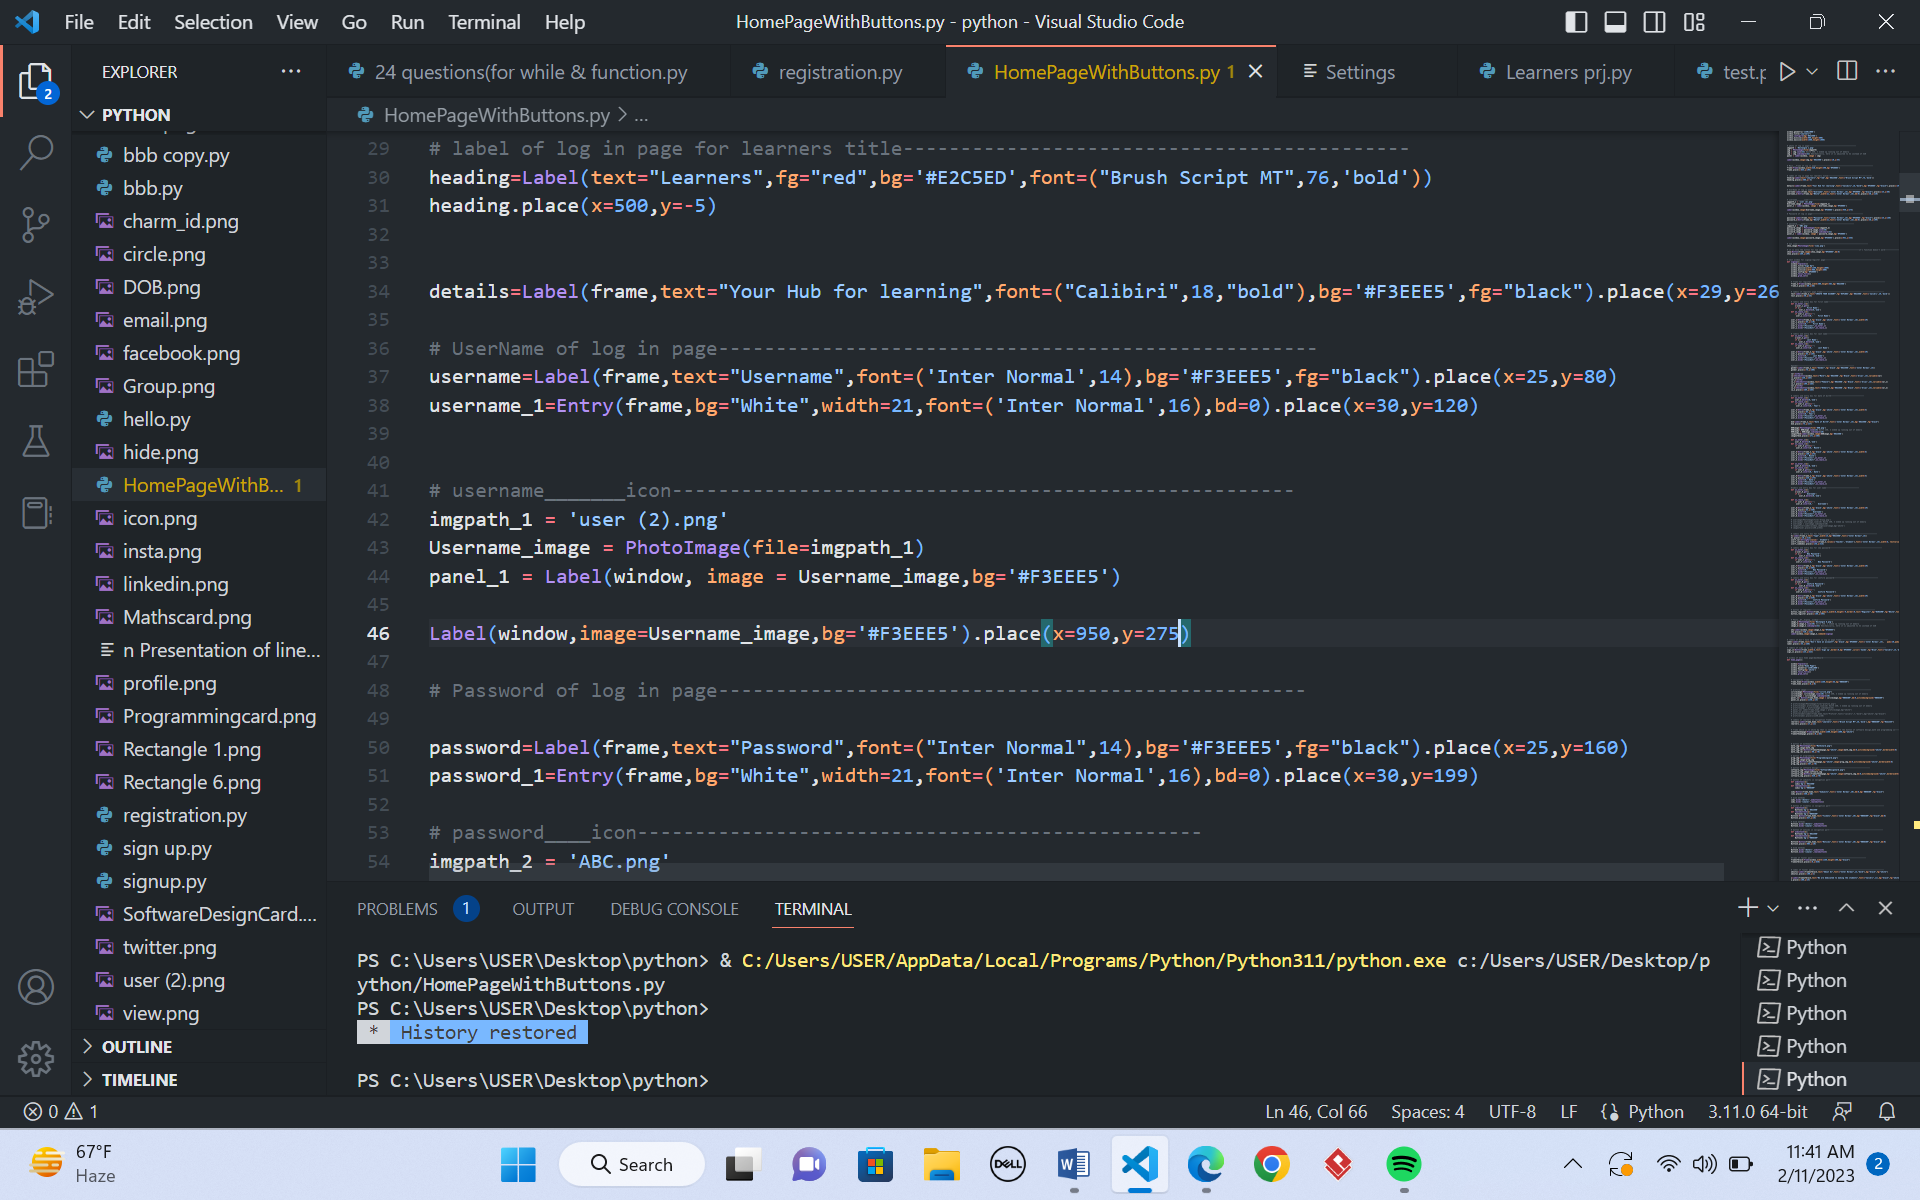 File Edit Selection View Go Run Terminal Help
HomePageWithButtons.py - python - Visual Studio Code
EXPLORER
24 questions(for while & function.py
registration.py
HomePageWithButtons.py 1
Settings
Learners prj.py
test.p
2
PYTHON
HomePageWithButtons.py > ...
bbb copy.py
bbb.py
charm_id.png
circle.png
DOB.png
email.png
facebook.png
Group.png
hello.py
hide.png
HomePageWithB... 1
icon.png
insta.png
linkedin.png
Mathscard.png
n Presentation of line...
profile.png
Programmingcard.png
Rectangle 1.png
Rectangle 6.png
registration.py
sign up.py
signup.py
SoftwareDesignCard....
twitter.png
user (2).png
view.png
OUTLINE
TIMELINE
29 # label of log in page for learners title--------------------------------------------
30 heading=Label(text="Learners",fg="red",bg='#E2C5ED',font=("Brush Script MT",76,'bold'))
31 heading.place(x=500,y=-5)
32
33
34 details=Label(frame,text="Your Hub for learning",font=("Calibiri",18,"bold"),bg='#F3EEE5',fg="black").place(x=29,y=26
35
36 # UserName of log in page----------------------------------------------------
37 username=Label(frame,text="Username",font=('Inter Normal',14),bg='#F3EEE5',fg="black").place(x=25,y=80)
38 username_1=Entry(frame,bg="White",width=21,font=('Inter Normal',16),bd=0).place(x=30,y=120)
39
40
41 # username_______icon------------------------------------------------------
42 imgpath_1 = 'user (2).png'
43 Username_image = PhotoImage(file=imgpath_1)
44 panel_1 = Label(window, image = Username_image,bg='#F3EEE5')
45
46 Label(window,image=Username_image,bg='#F3EEE5').place(x=950,y=275)
47
48 # Password of log in page---------------------------------------------------
49
50 password=Label(frame,text="Password",font=("Inter Normal",14),bg='#F3EEE5',fg="black").place(x=25,y=160)
51 password_1=Entry(frame,bg="White",width=21,font=('Inter Normal',16),bd=0).place(x=30,y=199)
52
53 # password____icon-------------------------------------------------
54 imgpath_2 = 'ABC.png'
PROBLEMS 1 OUTPUT DEBUG CONSOLE TERMINAL
PS C:\Users\USER\Desktop\python> & C:/Users/USER/AppData/Local/Programs/Python/Python311/python.exe c:/Users/USER/Desktop/p
ython/HomePageWithButtons.py
PS C:\Users\USER\Desktop\python>
* History restored
PS C:\Users\USER\Desktop\python>
Python
Python
Python
Python
Python
0 1
Ln 46, Col 66 Spaces: 4 UTF-8 LF Python 3.11.0 64-bit
67°F
Haze
Search
DELL
11:41 AM
2/11/2023
2